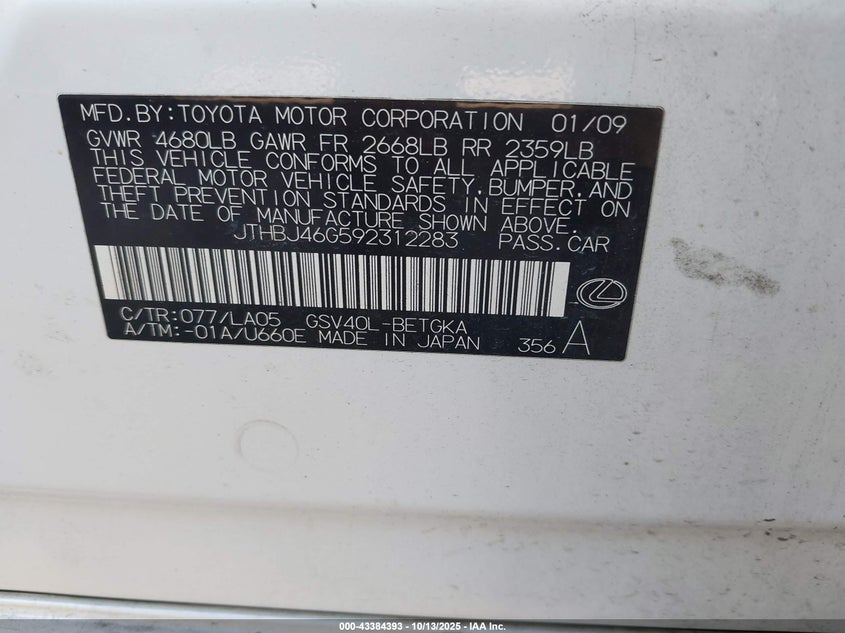 MFD.BY:TOYOTA MOTOR CORPORATION 01/09
GVWR 4680LB GAWR FR 2668LB RR 2359LB
THIS VEHICLE CONFORMS TO ALL APPLICABLE
FEDERAL MOTOR VEHICLE SAFETY,BUMPER,AND
THEFT PREVENTION STANDARDS IN EFFECT ON
THE DATE OF MANUFACTURE SHOWN ABOVE.
JTHBJ46G592312283 PASS.CAR
C/TR:077/LA05 GSV40L-BETGKA
A/TM:-01A/U660E MADE IN JAPAN 356 A
000-43384393 - 10/13/2025 - IAA Inc.